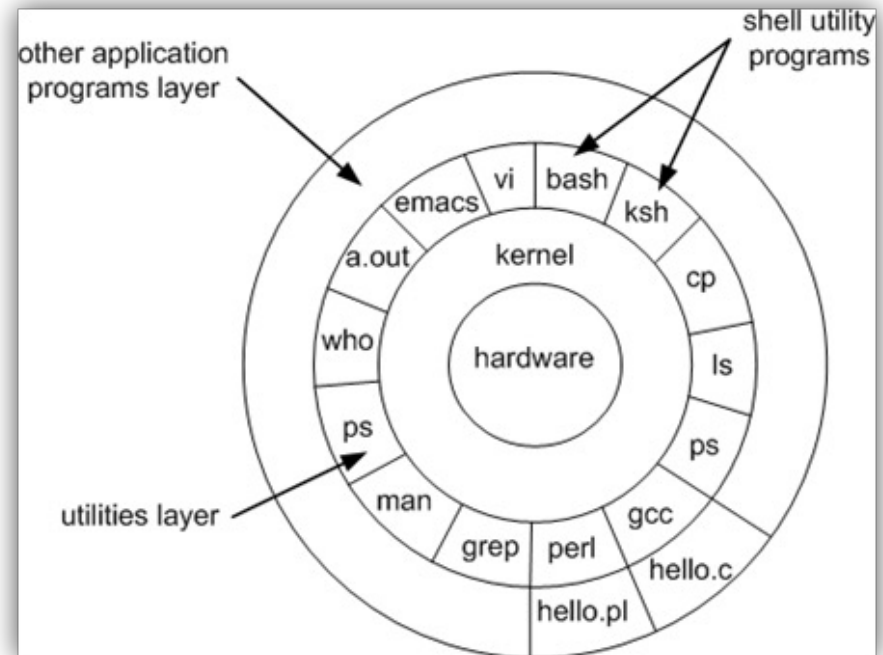 other application
programs layer
shell utility
programs
vi
bash
emacs
ksh
a.out
kernel
cp
who
hardware
ls
ps
ps
utilities layer
man
gcc
grep
perl
hello.c
hello.pl